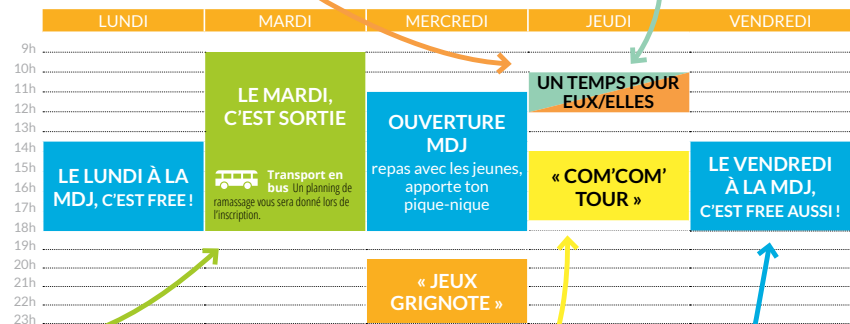 LUNDI MARDI MERCREDI JEUDI VENDREDI
9h
10h
11h
12h
13h
14h
15h
16h
17h
18h
19h
20h
21h
22h
23h
LE LUNDI À LA
MDJ, C'EST FREE !
LE MARDI,
C'EST SORTIE
Transport en
bus Un planning de
ramassage vous sera donné lors de
l'inscription.
OUVERTURE
MDJ
repas avec les jeunes,
apporte ton
pique-nique
« JEUX
GRIGNOTE »
UN TEMPS POUR
EUX/ELLES
« COM'COM'
TOUR »
LE VENDREDI
À LA MDJ,
C'EST FREE AUSSI !